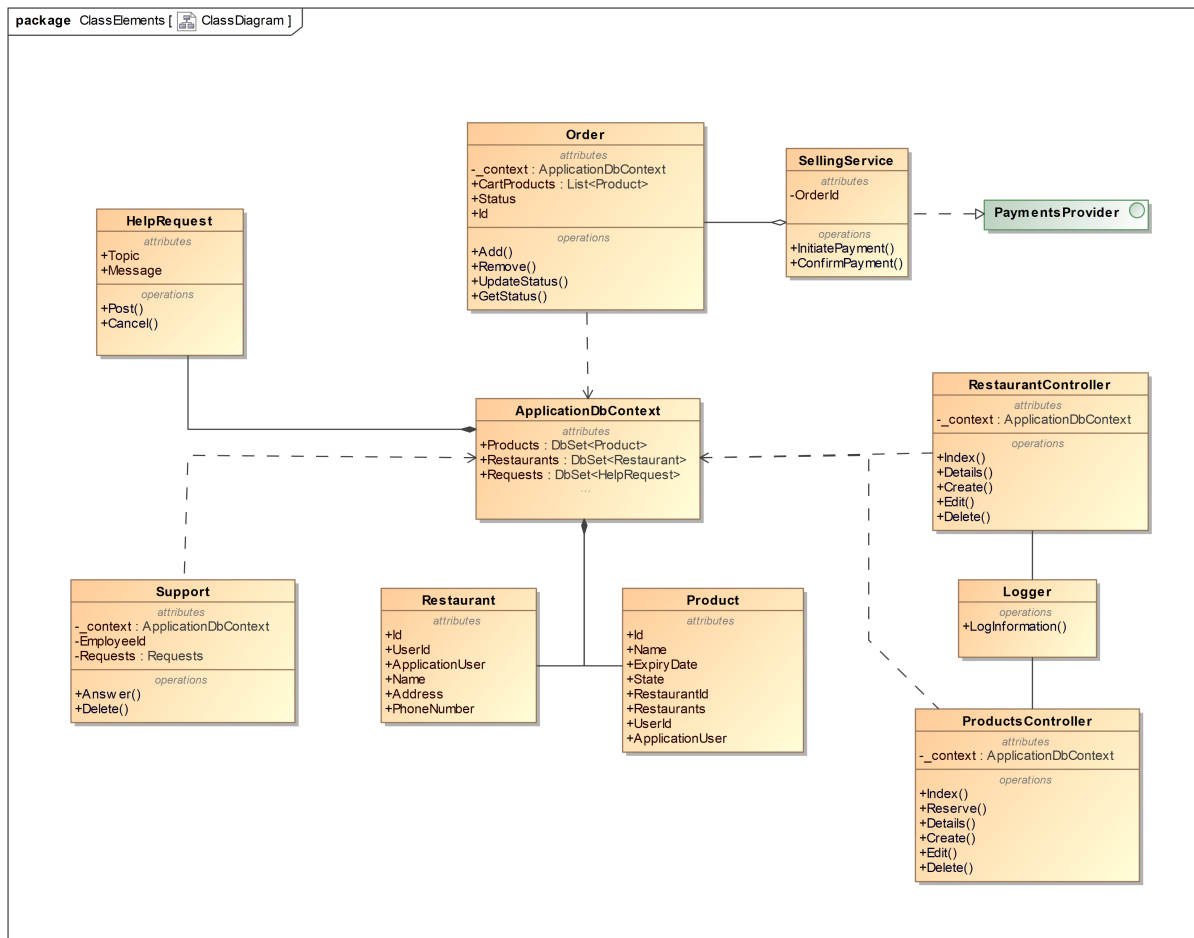 package ClassElements [ ClassDiagram ]
Order
attributes
-_context : ApplicationDbContext
+CartProducts : List<Product>
+Status
+Id
operations
+Add()
+Remove()
+UpdateStatus()
+GetStatus()
SellingService
attributes
-OrderId
operations
+InitiatePayment()
+ConfirmPayment()
PaymentsProvider
HelpRequest
attributes
+Topic
+Message
operations
+Post()
+Cancel()
ApplicationDbContext
attributes
+Products : DbSet<Product>
+Restaurants : DbSet<Restaurant>
+Requests : DbSet<HelpRequest>
...
RestaurantController
attributes
-_context : ApplicationDbContext
operations
+Index()
+Details()
+Create()
+Edit()
+Delete()
Support
attributes
-_context : ApplicationDbContext
-EmployeeId
-Requests : Requests
operations
+Answer()
+Delete()
Restaurant
attributes
+Id
+UserId
+ApplicationUser
+Name
+Address
+PhoneNumber
Product
attributes
+Id
+Name
+ExpiryDate
+State
+RestaurantId
+Restaurants
+UserId
+ApplicationUser
Logger
operations
+LogInformation()
ProductsController
attributes
-_context : ApplicationDbContext
operations
+Index()
+Reserve()
+Details()
+Create()
+Edit()
+Delete()